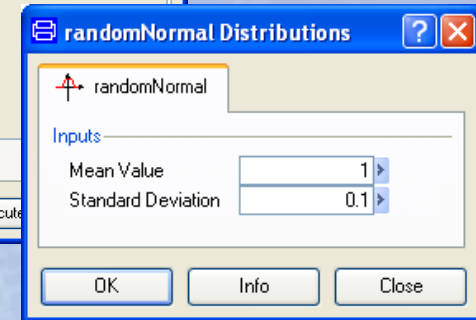 randomNormal Distributions
randomNormal
Inputs
Mean Value 1
Standard Deviation 0.1
OK Info Close